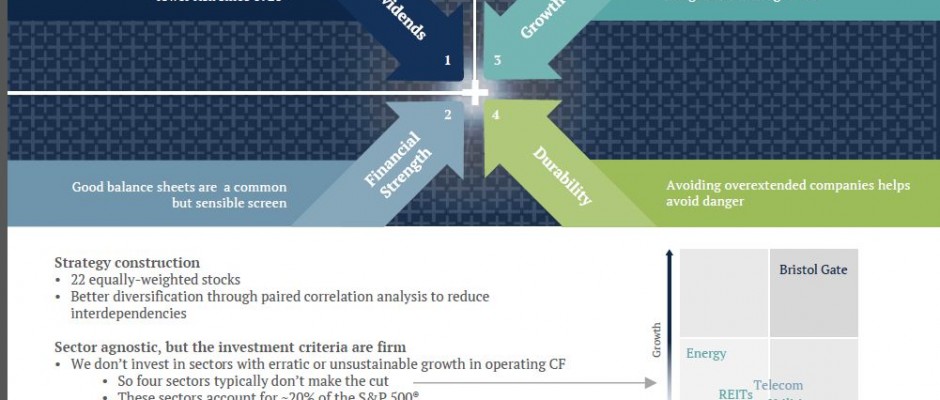 Dividends
1
Growth
3
2
Financial
Strength
4
Durability
Good balance sheets are a common
but sensible screen
Avoiding overextended companies helps
avoid danger
Strategy construction
• 22 equally-weighted stocks
• Better diversification through paired correlation analysis to reduce
interdependencies
Sector agnostic, but the investment criteria are firm
• We don’t invest in sectors with erratic or unsustainable growth in operating CF
• So four sectors typically don’t make the cut
• These sectors account for ~20% of the S&P 500®
Growth
Bristol Gate
Energy
Telecom
REITs